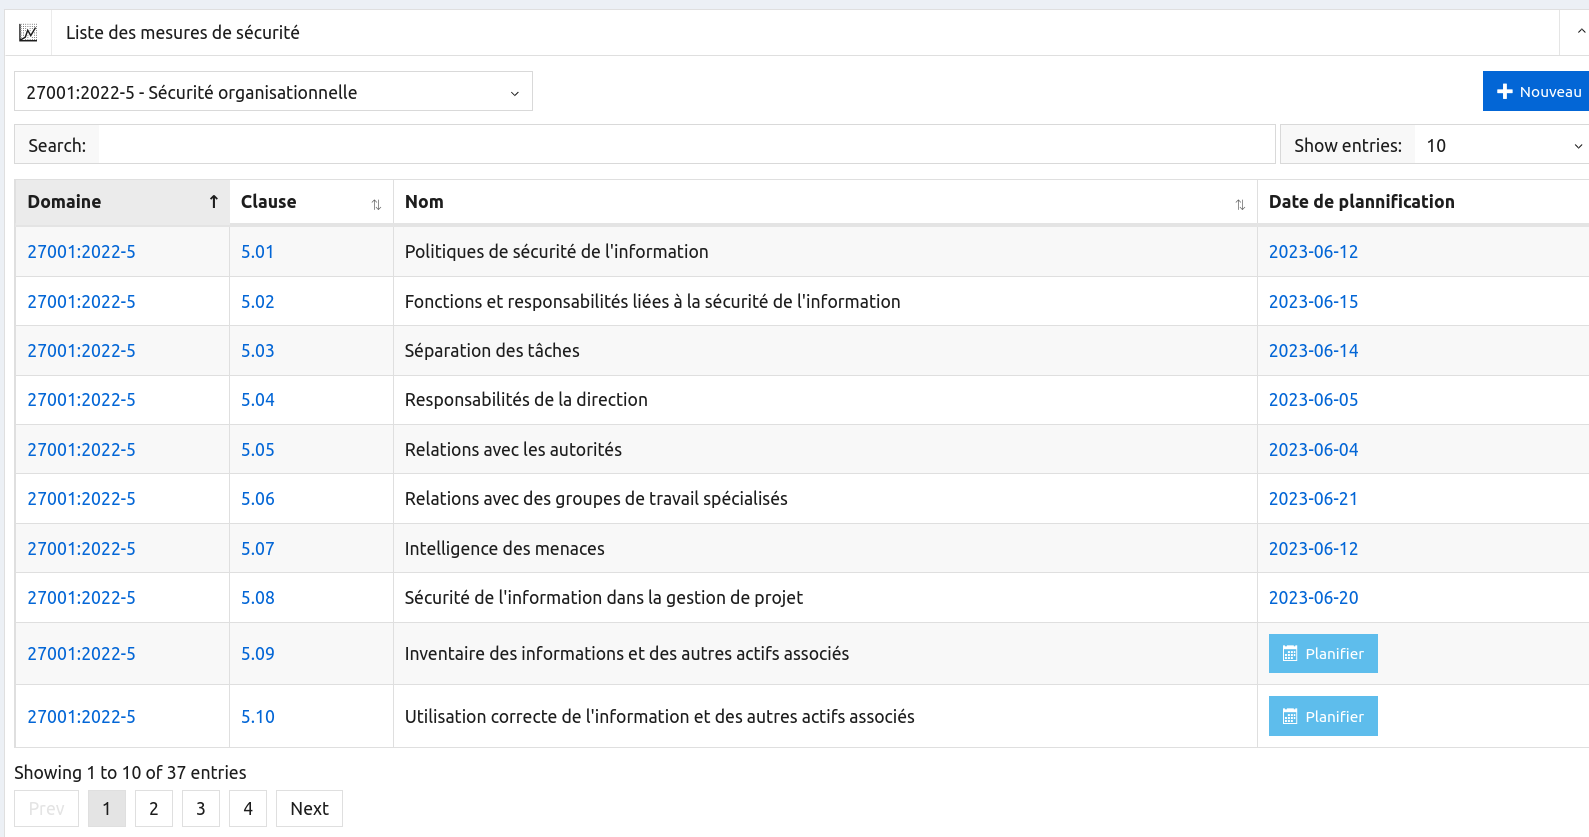 Liste des mesures de sécurité
27001:2022-5 - Sécurité organisationnelle
Nouveau
Search:
Show entries: 10
Domaine Clause Nom Date de plannification
27001:2022-5 5.01 Politiques de sécurité de l'information 2023-06-12
27001:2022-5 5.02 Fonctions et responsabilités liées à la sécurité de l'information 2023-06-15
27001:2022-5 5.03 Séparation des tâches 2023-06-14
27001:2022-5 5.04 Responsabilités de la direction 2023-06-05
27001:2022-5 5.05 Relations avec les autorités 2023-06-04
27001:2022-5 5.06 Relations avec des groupes de travail spécialisés 2023-06-21
27001:2022-5 5.07 Intelligence des menaces 2023-06-12
27001:2022-5 5.08 Sécurité de l'information dans la gestion de projet 2023-06-20
27001:2022-5 5.09 Inventaire des informations et des autres actifs associés Planifier
27001:2022-5 5.10 Utilisation correcte de l'information et des autres actifs associés Planifier
Showing 1 to 10 of 37 entries
Prev 1 2 3 4 Next